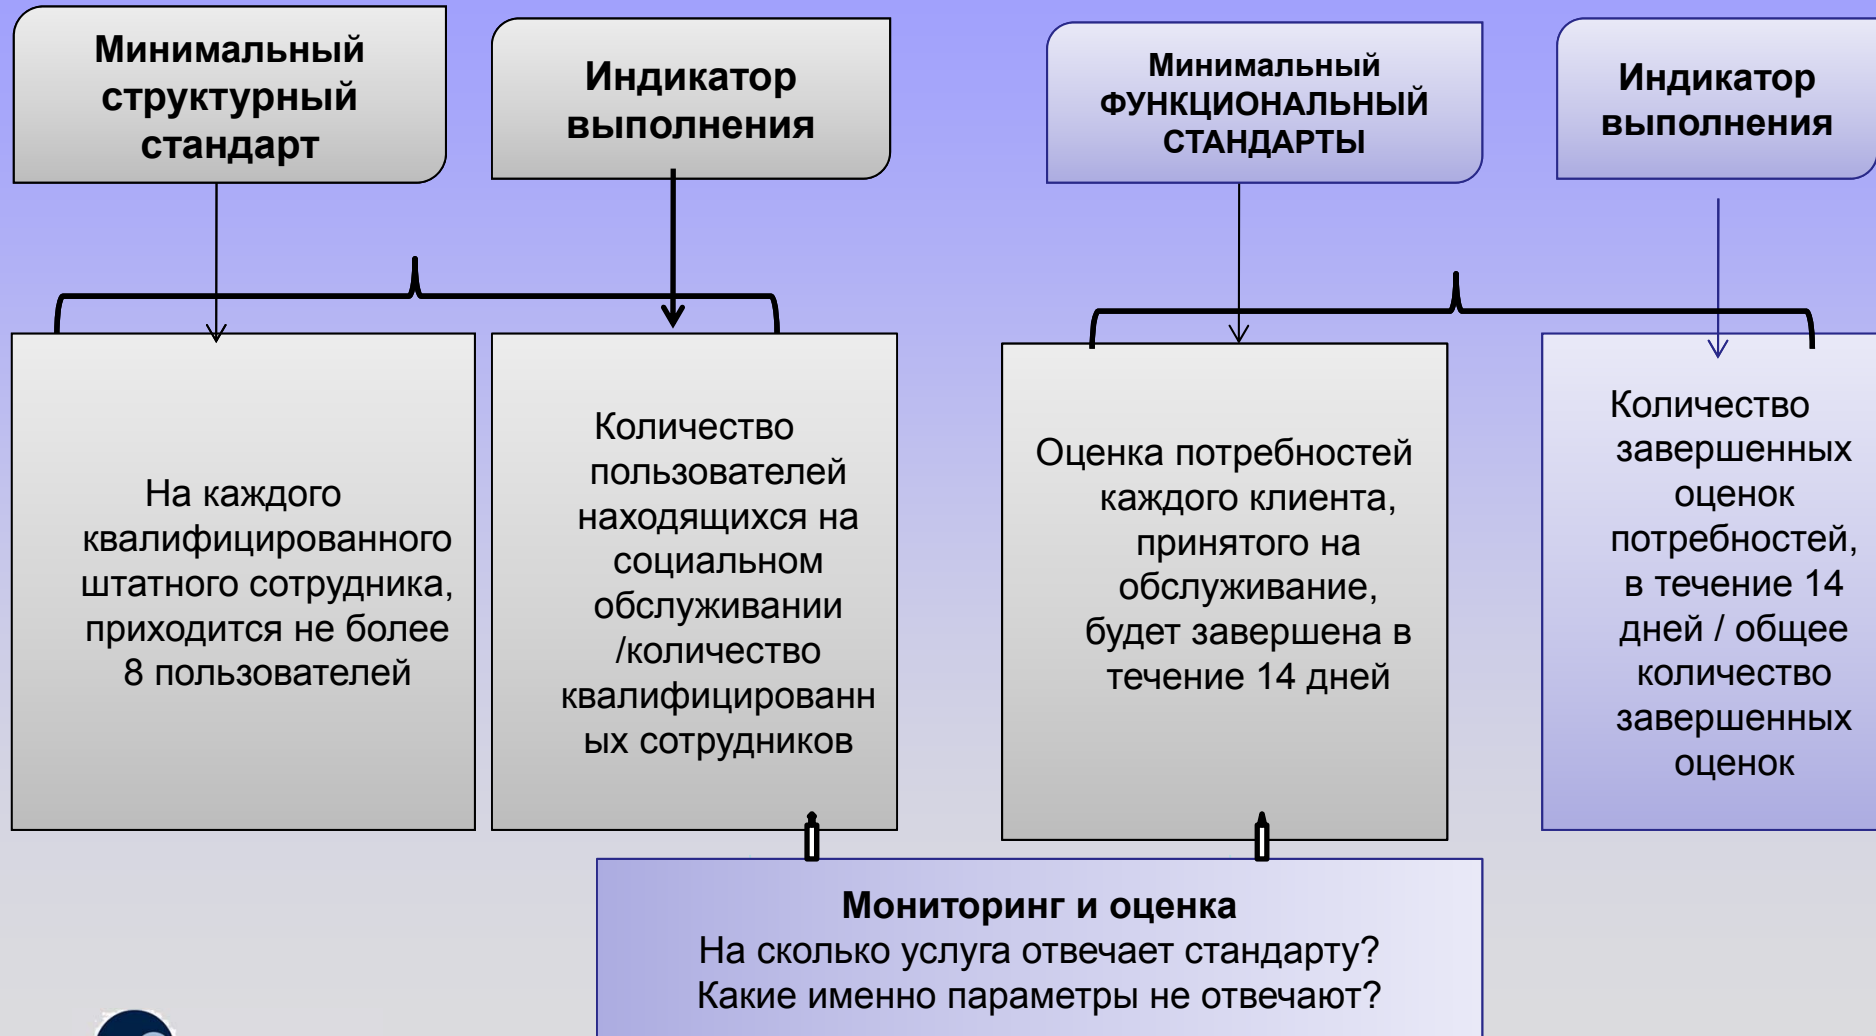 Минимальный
структурный
стандарт
Индикатор
выполнения
Минимальный
ФУНКЦИОНАЛЬНЫЙ
СТАНДАРТЫ
Индикатор
выполнения
На каждого
квалифицированного
штатного сотрудника,
приходится не более
8 пользователей
Количество
пользователей
находящихся на
социальном
обслуживании
/количество
квалифицированн
ых сотрудников
Оценка потребностей
каждого клиента,
принятого на
обслуживание,
будет завершена в
течение 14 дней
Количество
завершенных
оценок
потребностей,
в течение 14
дней / общее
количество
завершенных
оценок
Мониторинг и оценка
На сколько услуга отвечает стандарту?
Какие именно параметры не отвечают?